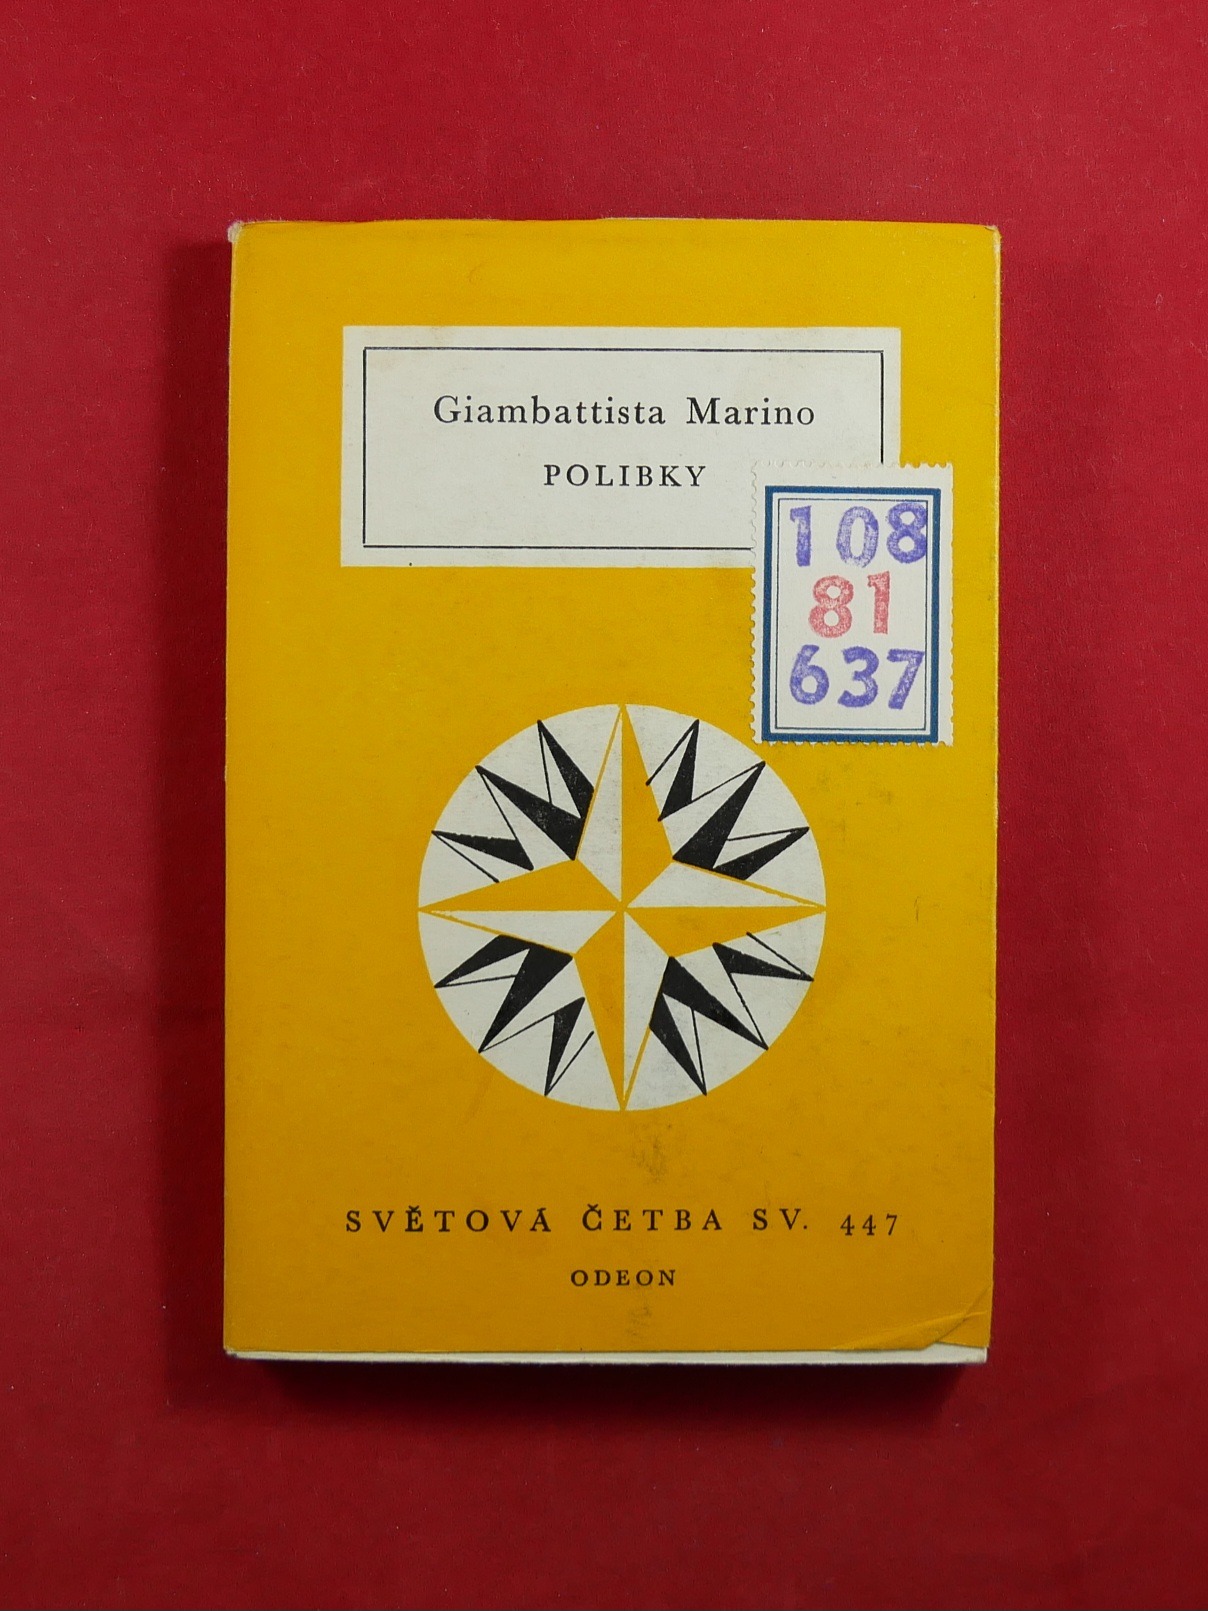 Giambattista Marino
POLIBKY
108
81
637
SVĚTOVÁ ČETBA SV. 447
ODEON